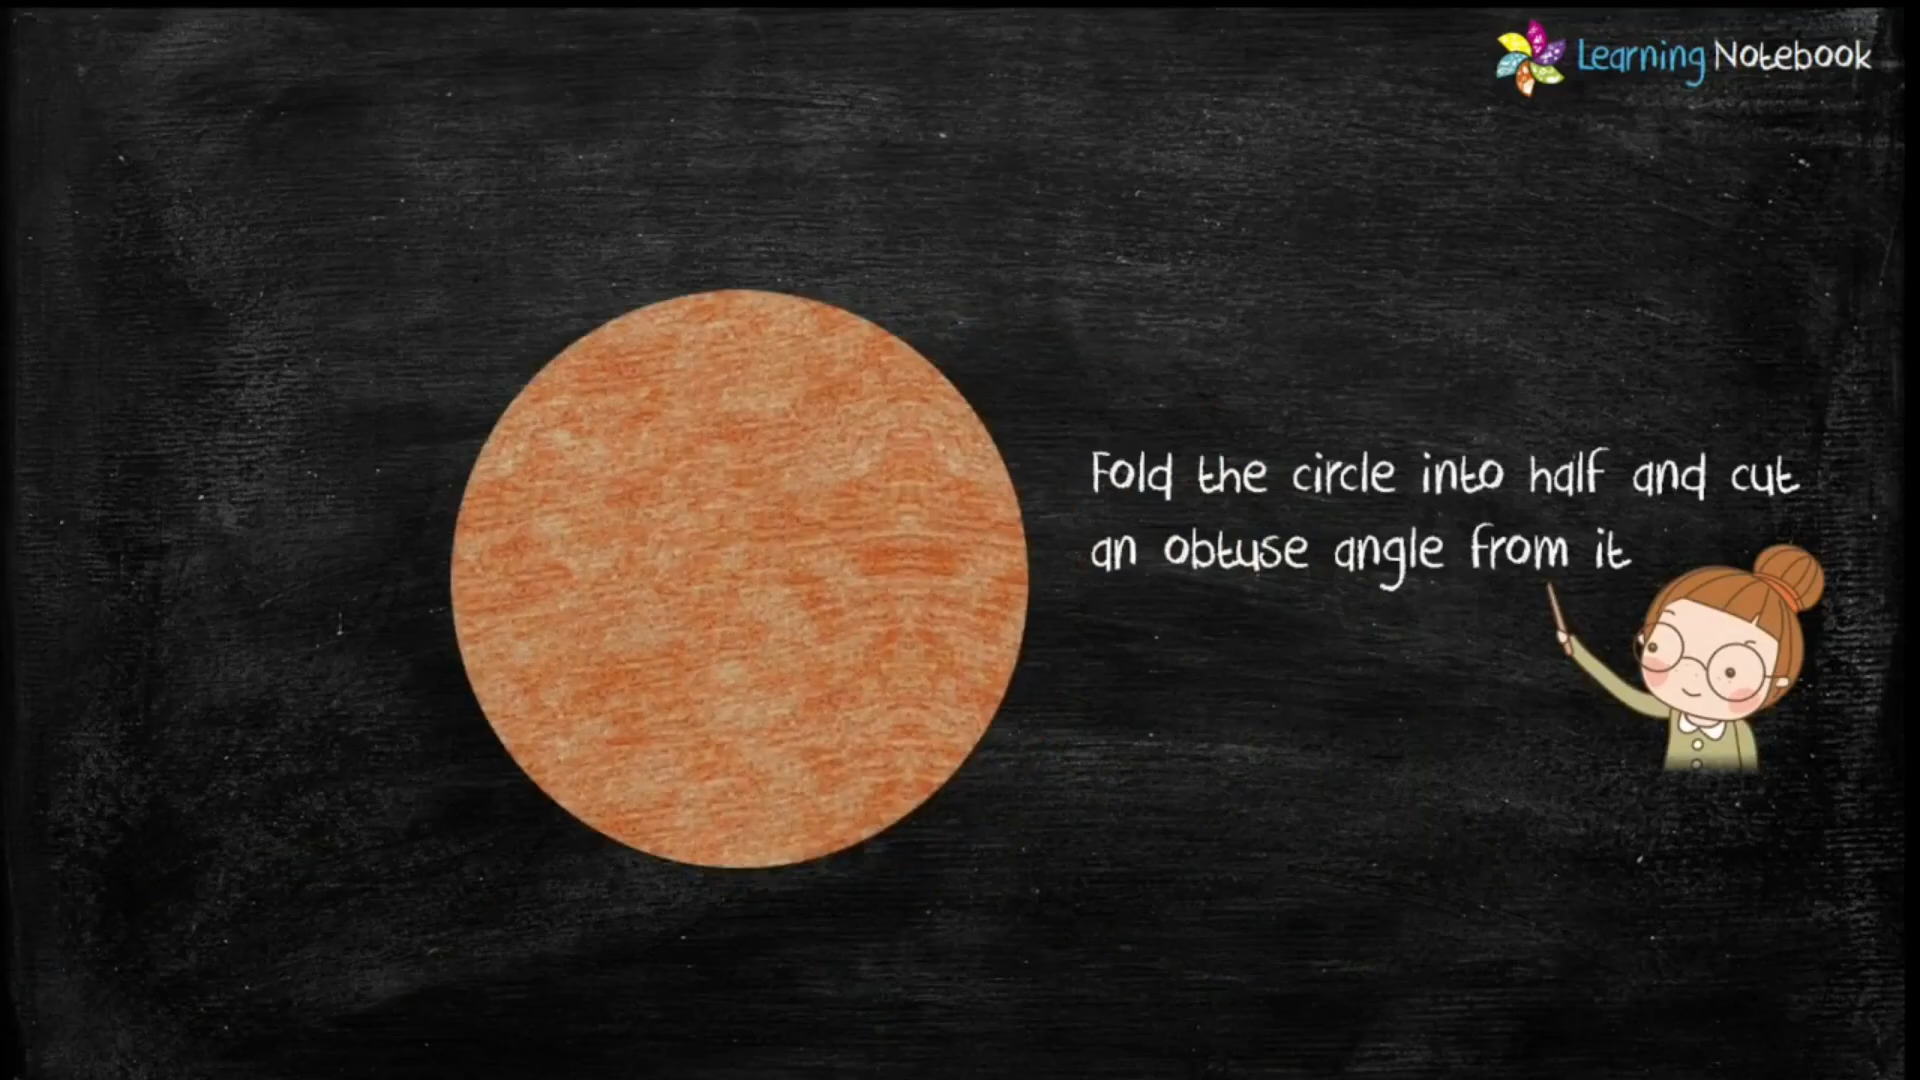 Learning Notebook
Fold the circle into half and cut
an obtuse angle from it